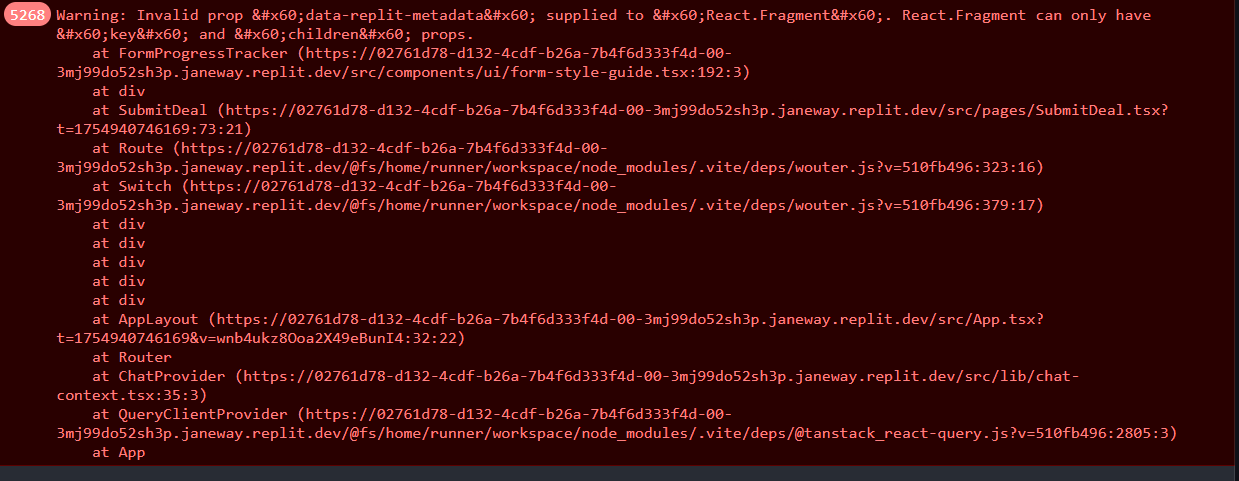 5268 Warning: Invalid prop &#x60;data-replit-metadata&#x60; supplied to &#x60;React.Fragment&#x60;. React.Fragment can only have
&#x60;key&#x60; and &#x60;children&#x60; props.
at FormProgressTracker (https://02761d78-d132-4cdf-b26a-7b4f6d333f4d-00-
3mj99do52sh3p.janeway.replit.dev/src/components/ui/form-style-guide.tsx:192:3)
at div
at SubmitDeal (https://02761d78-d132-4cdf-b26a-7b4f6d333f4d-00-3mj99do52sh3p.janeway.replit.dev/src/pages/SubmitDeal.tsx?
t=1754940746169:73:21)
at Route (https://02761d78-d132-4cdf-b26a-7b4f6d333f4d-00-
3mj99do52sh3p.janeway.replit.dev/@fs/home/runner/workspace/node_modules/.vite/deps/wouter.js?v=510fb496:323:16)
at Switch (https://02761d78-d132-4cdf-b26a-7b4f6d333f4d-00-
3mj99do52sh3p.janeway.replit.dev/@fs/home/runner/workspace/node_modules/.vite/deps/wouter.js?v=510fb496:379:17)
at div
at div
at div
at div
at div
at AppLayout (https://02761d78-d132-4cdf-b26a-7b4f6d333f4d-00-3mj99do52sh3p.janeway.replit.dev/src/App.tsx?
t=1754940746169&v=wnb4ukz8Ooa2X49eBunI4:32:22)
at Router
at ChatProvider (https://02761d78-d132-4cdf-b26a-7b4f6d333f4d-00-3mj99do52sh3p.janeway.replit.dev/src/lib/chat-
context.tsx:35:3)
at QueryClientProvider (https://02761d78-d132-4cdf-b26a-7b4f6d333f4d-00-
3mj99do52sh3p.janeway.replit.dev/@fs/home/runner/workspace/node_modules/.vite/deps/@tanstack_react-query.js?v=510fb496:2805:3)
at App